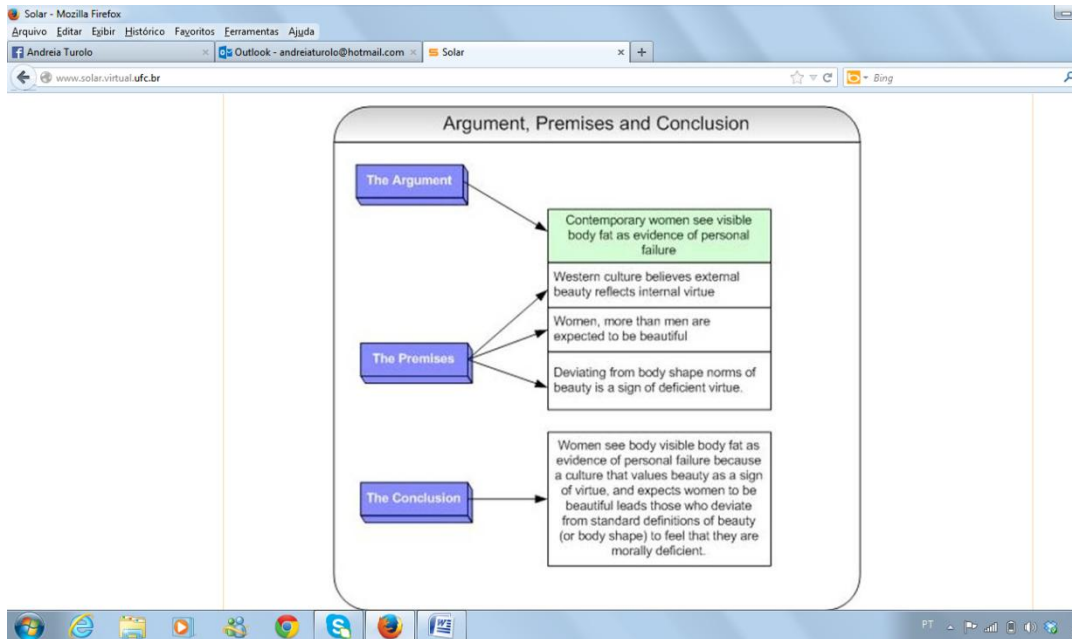 Solar - Mozilla Firefox
Arquivo Editar Exibir Histórico Favoritos Ferramentas Ajuda
Andreia Turolo
Outlook - andreiaturolo@hotmail.com
Solar
www.solar.virtual.ufc.br
Bing
Argument, Premises and Conclusion
The Argument
Contemporary women see visible
body fat as evidence of personal
failure
Western culture believes external
beauty reflects internal virtue
Women, more than men are
expected to be beautiful
The Premises
Deviating from body shape norms of
beauty is a sign of deficient virtue.
The Conclusion
Women see body visible body fat as
evidence of personal failure because
a culture that values beauty as a sign
of virtue, and expects women to be
beautiful leads those who deviate
from standard definitions of beauty
(or body shape) to feel that they are
morally deficient.
PT